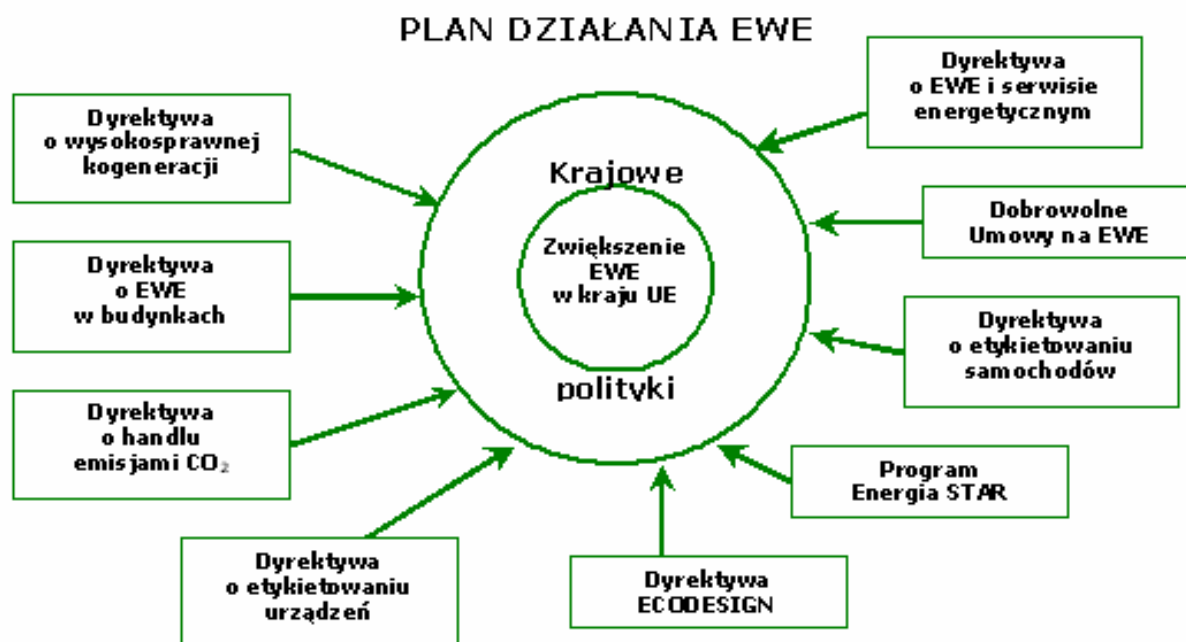 PLAN DZIAŁANIA EWE
Dyrektywa
o wysokosprawnej
kogeneracji
Dyrektywa
o EWE
w budynkach
Dyrektywa
o handlu
emisjami CO₂
Dyrektywa
o etykietowaniu
urządzeń
Dyrektywa
ECODESIGN
Program
Energia STAR
Dyrektywa
o etykietowaniu
samochodów
Dobrowolne
Umowy na EWE
Dyrektywa
o EWE i serwisie
energetycznym
Krajowe
Zwiększenie
EWE
w kraju UE
polityki